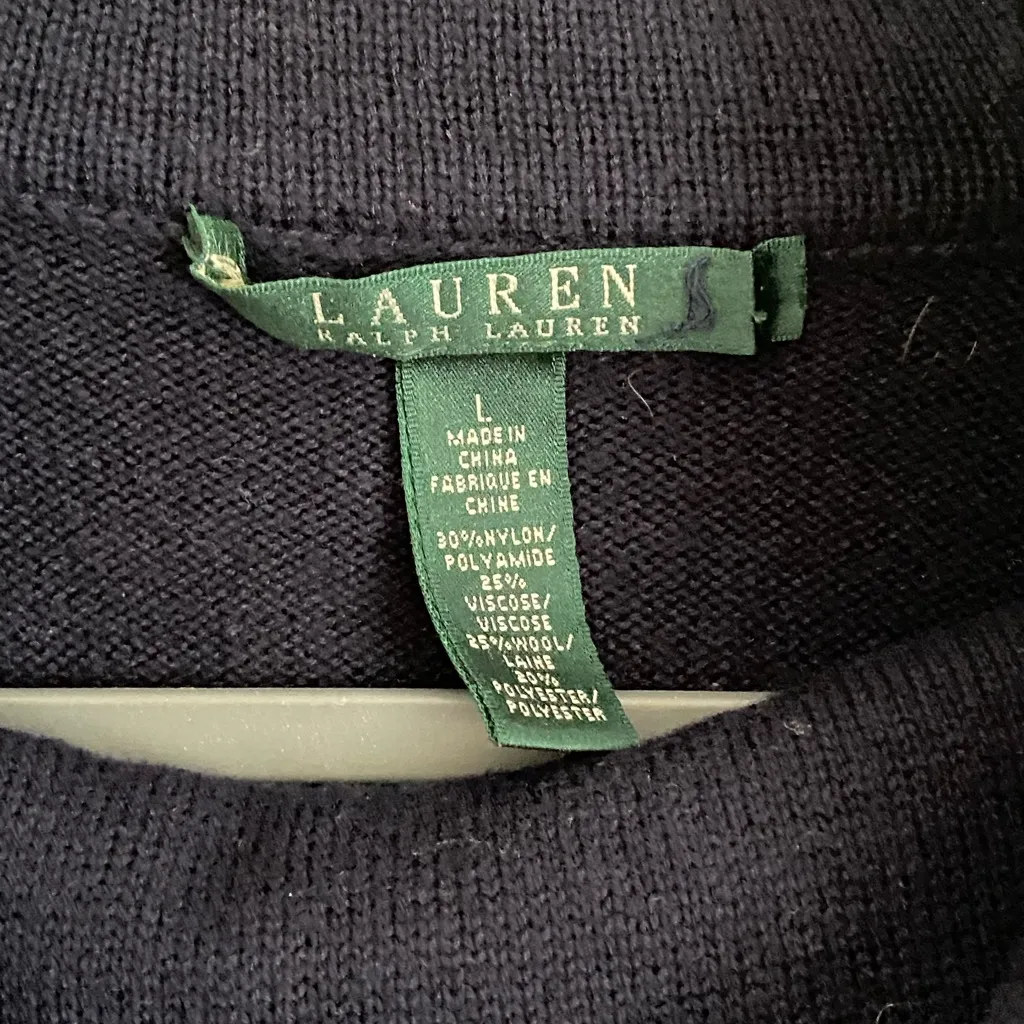 LAUREN
RALPH LAUREN
L
MADE IN
CHINA
FABRIQUE EN
CHINE
30%NYLON/
POLYAMIDE
25%
VISCOSE/
VISCOSE
25%WOOL/
LAINE
20%
POLYESTER/
POLYESTER